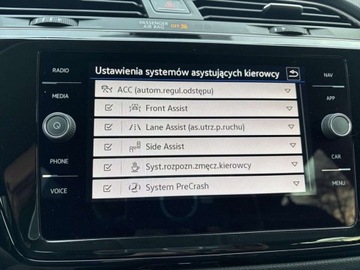 PASSENGER
AIR BAG OFF
Ustawienia systemów asystujących kierowcy
ACC (autom.regul.odstępu)
Front Assist
Lane Assist (as.utrz.p.ruchu)
Side Assist
Syst.rozpozn.zmęcz.kierowcy
System PreCrash
RADIO
MEDIA
PHONE
VOICE
NAV
APP
CAR
MENU